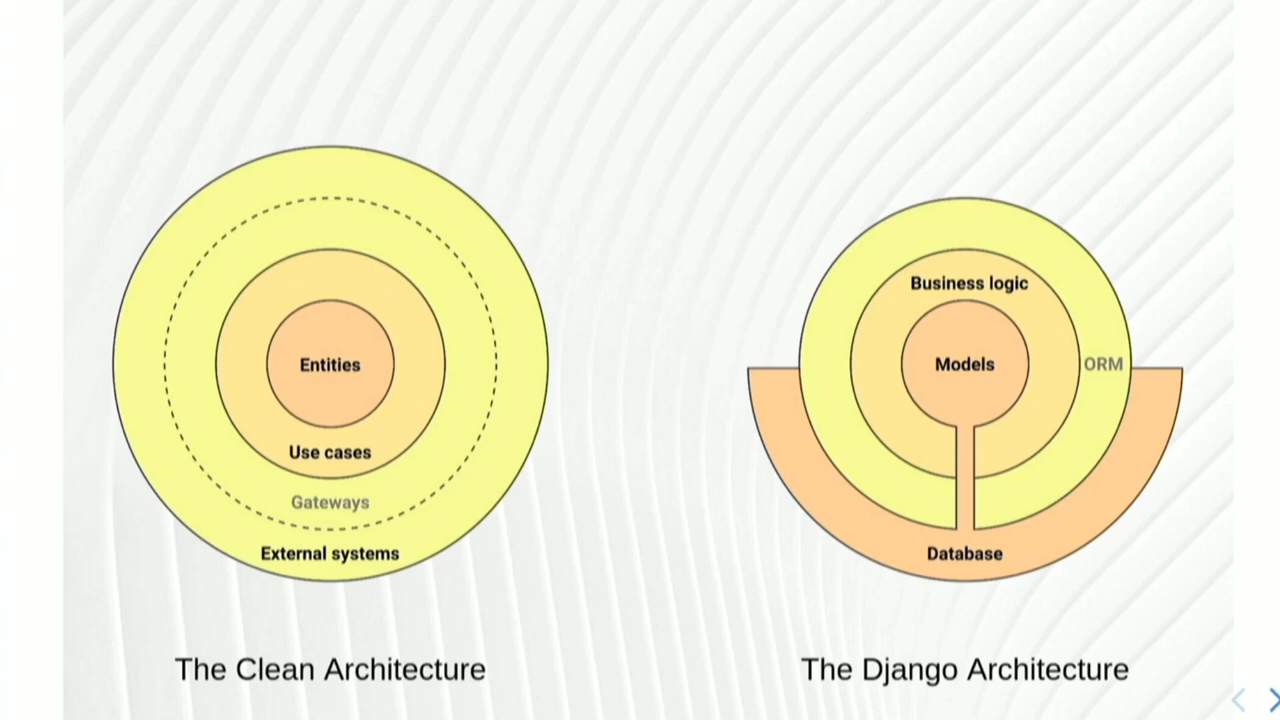 Entities
Use cases
Gateways
External systems
The Clean Architecture
Business logic
Models
ORM
Database
The Django Architecture